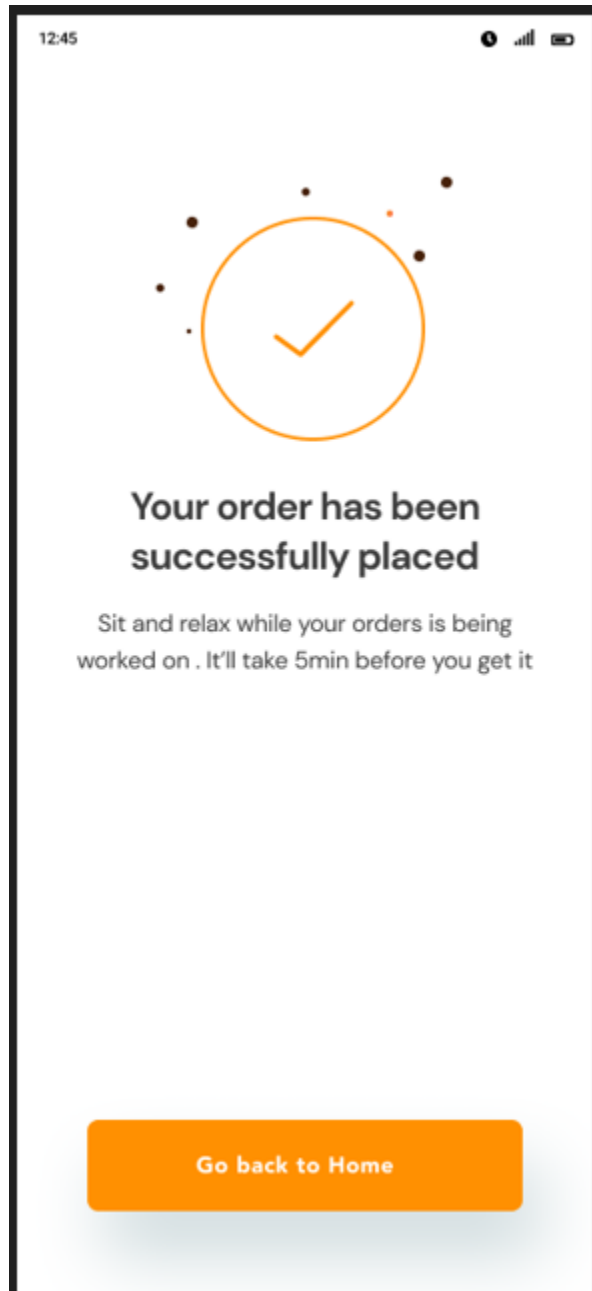 12:45
Your order has been
successfully placed
Sit and relax while your orders is being
worked on . It’ll take 5min before you get it
Go back to Home